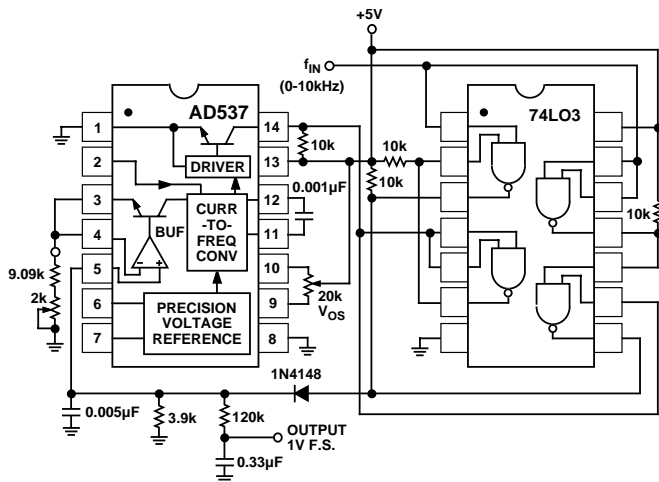 +5V
fIN
(0-10kHz)
AD537
74LO3
1
14
10k
2
DRIVER
13
10k
10k
3
BUF
CURR
-TO-
FREQ
CONV
12
0.001µF
4
11
10k
9.09k
5
– +
10
2k
20k
VOS
6
PRECISION
VOLTAGE
REFERENCE
9
7
8
1N4148
0.005µF
3.9k
120k
OUTPUT
1V F.S.
0.33µF